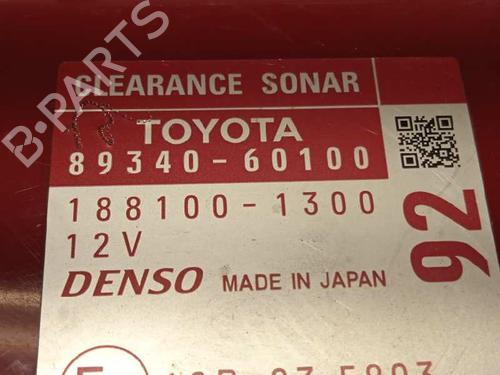 CLEARANCE SONAR
TOYOTA
89340-60100
188100-1300
12V
DENSO MADE IN JAPAN
92
B-PARTS